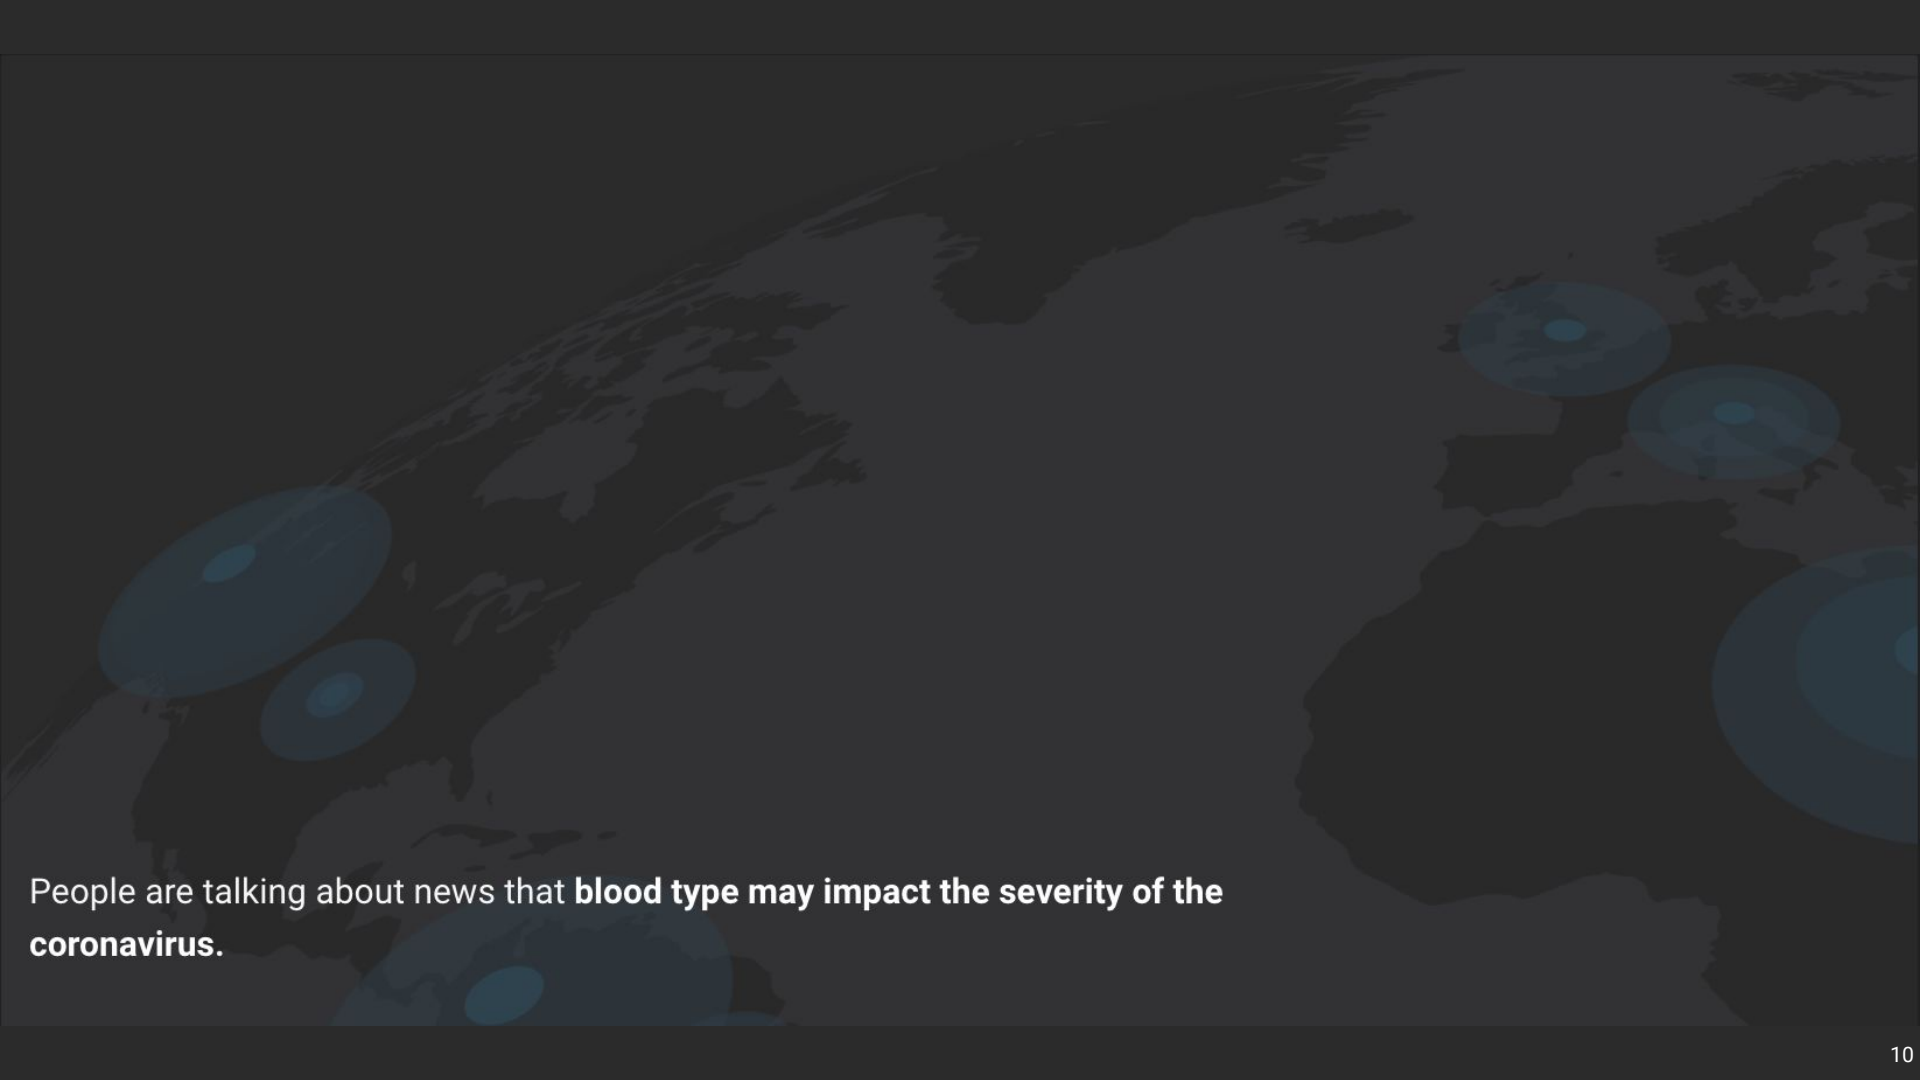 People are talking about news that blood type may impact the severity of the
coronavirus.
10